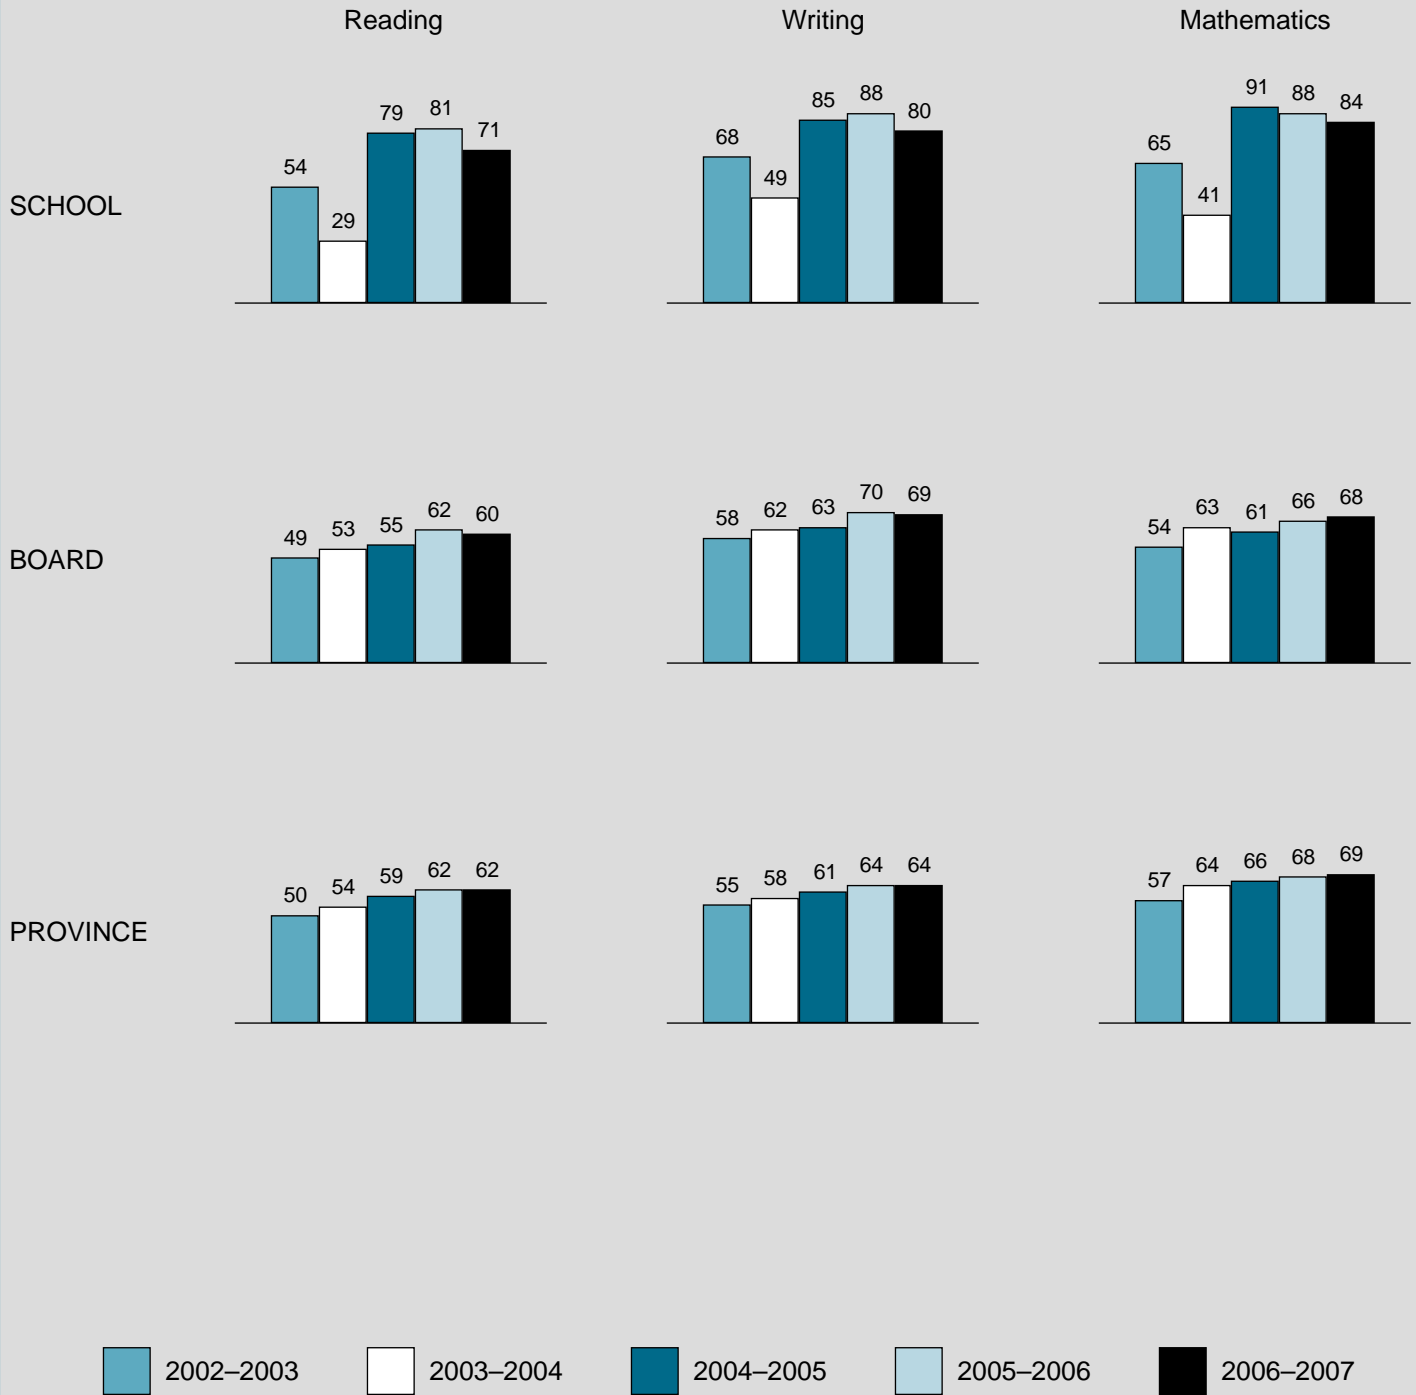 Reading Writing Mathematics
SCHOOL
54 29 79 81 71
68 49 85 88 80
65 41 91 88 84
BOARD
49 53 55 62 60
58 62 63 70 69
54 63 61 66 68
PROVINCE
50 54 59 62 62
55 58 61 64 64
57 64 66 68 69
2002–2003 2003–2004 2004–2005 2005–2006 2006–2007